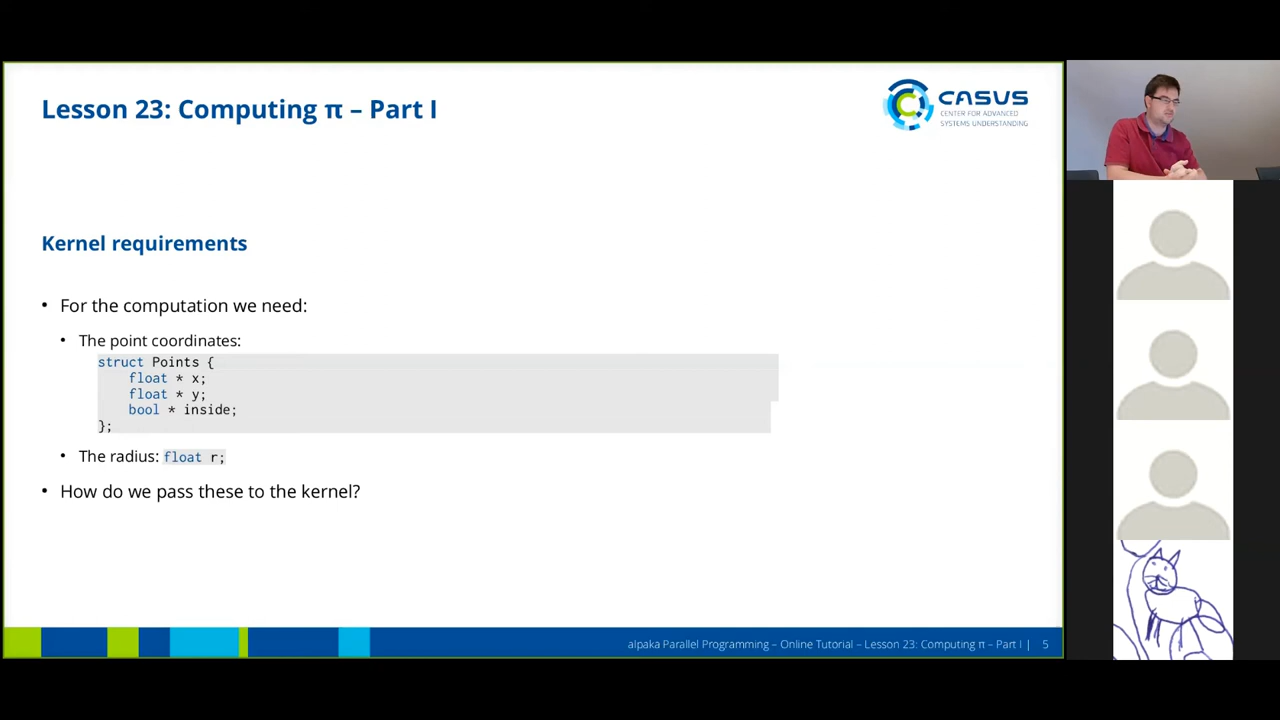 Lesson 23: Computing π – Part I
CASUS
CENTER FOR ADVANCED
SYSTEMS UNDERSTANDING
Kernel requirements
• For the computation we need:
• The point coordinates:
struct Points {
float * x;
float * y;
bool * inside;
};
• The radius: float r;
• How do we pass these to the kernel?
alpaka Parallel Programming – Online Tutorial – Lesson 23: Computing π – Part I | 5